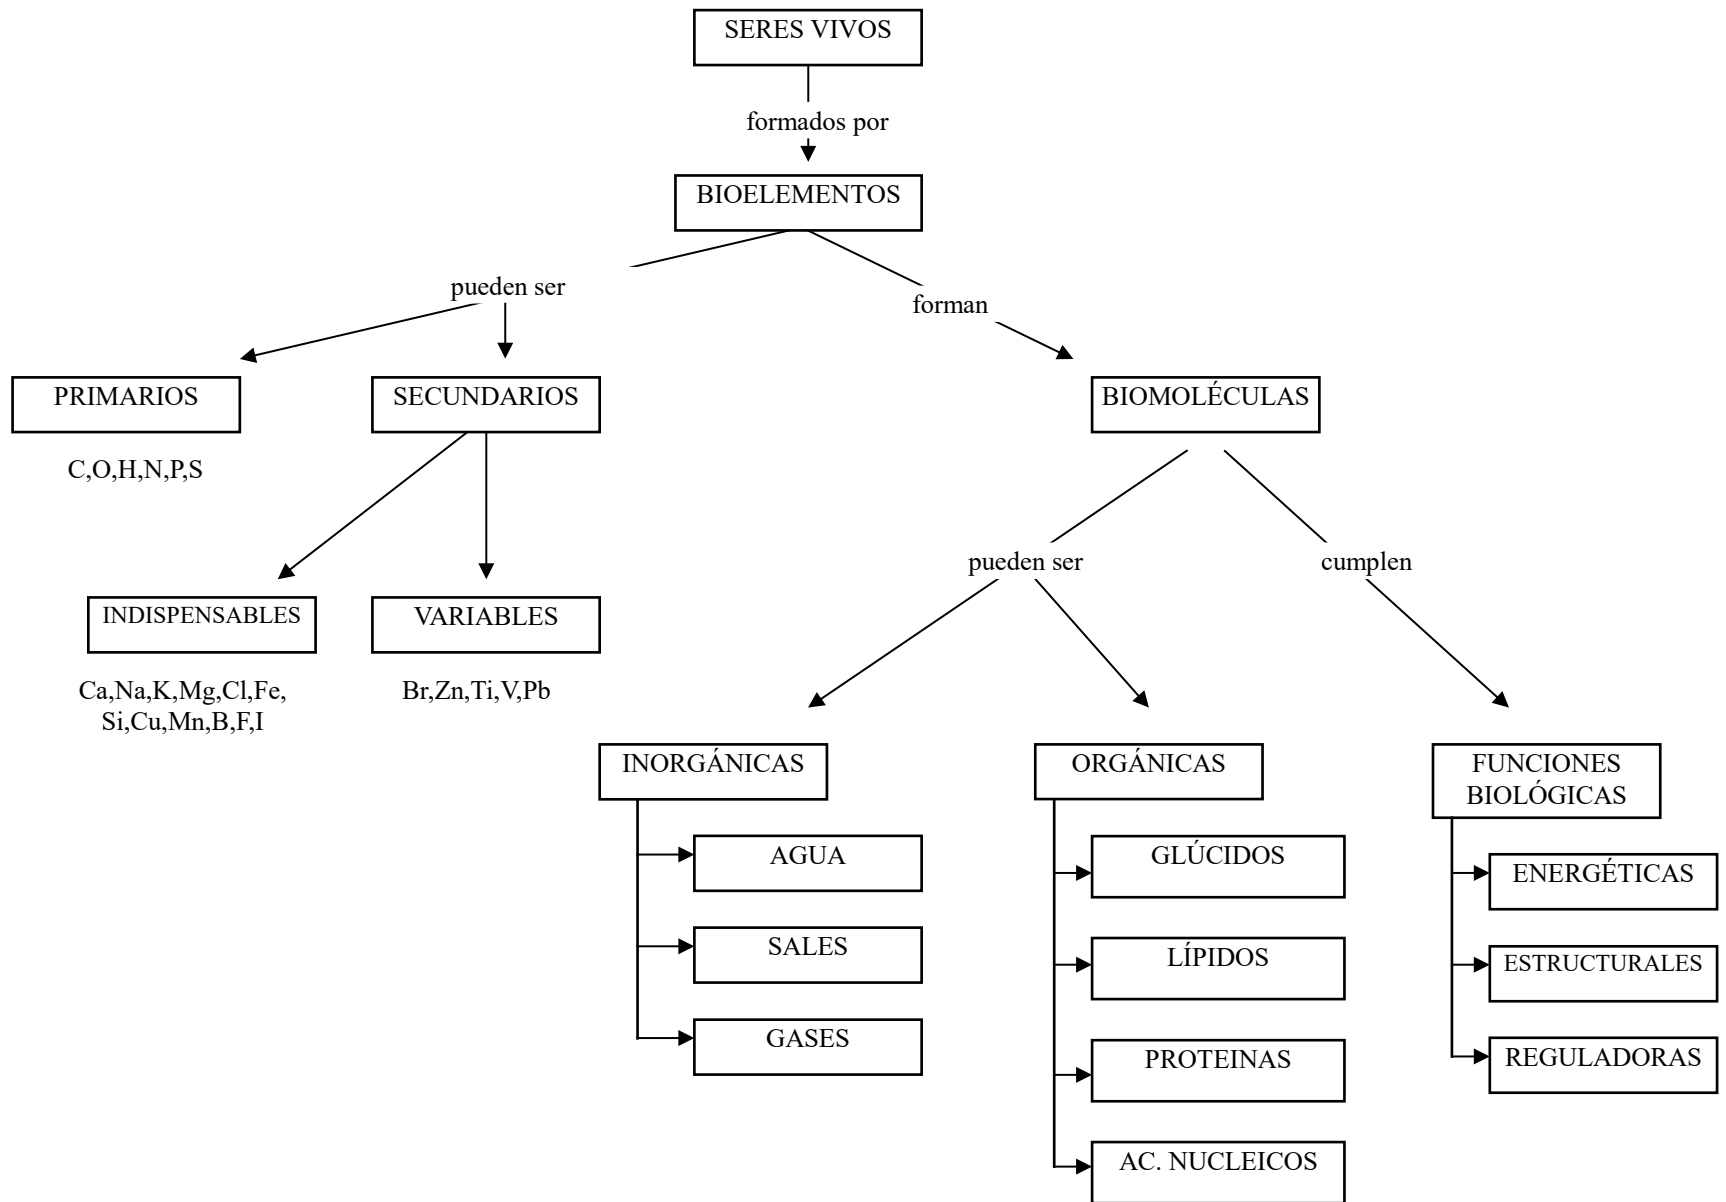 SERES VIVOS
formados por
BIOELEMENTOS
pueden ser
forman
PRIMARIOS
SECUNDARIOS
BIOMOLÉCULAS
C,O,H,N,P,S
pueden ser
cumplen
INDISPENSABLES
VARIABLES
Ca,Na,K,Mg,Cl,Fe,
Si,Cu,Mn,B,F,I
Br,Zn,Ti,V,Pb
INORGÁNICAS
ORGÁNICAS
FUNCIONES
BIOLÓGICAS
AGUA
SALES
GASES
GLÚCIDOS
LÍPIDOS
PROTEINAS
AC. NUCLEICOS
ENERGÉTICAS
ESTRUCTURALES
REGULADORAS